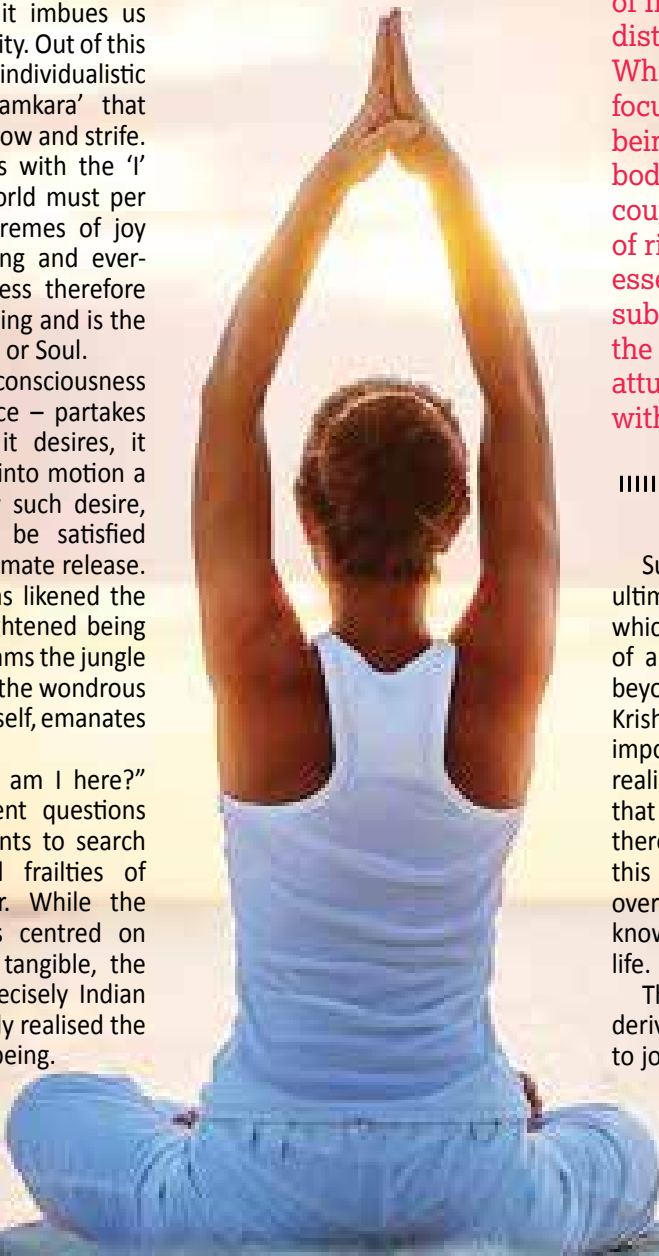 it imbues us
ity. Out of this
individualistic
amkara’ that
ow and strife.
s with the ‘I’
orld must per
remes of joy
ng and ever-
ess therefore
ing and is the
or Soul.
consciousness
ce – partakes
it desires, it
into motion a
such desire,
be satisfied
mate release.
as likened the
ghtened being
ams the jungle
the wondrous
self, emanates
am I here?”
ent questions
nts to search
frailties of
r. While the
s centred on
tangible, the
ecisely Indian
ly realised the
being.
dist
Wh
focu
bein
bod
coup
of ri
esse
sub
the
attu
with
Su
ultim
whic
of a
beyo
Krish
impo
reali
that
there
this
over
know
life.
Th
deriv
to jo